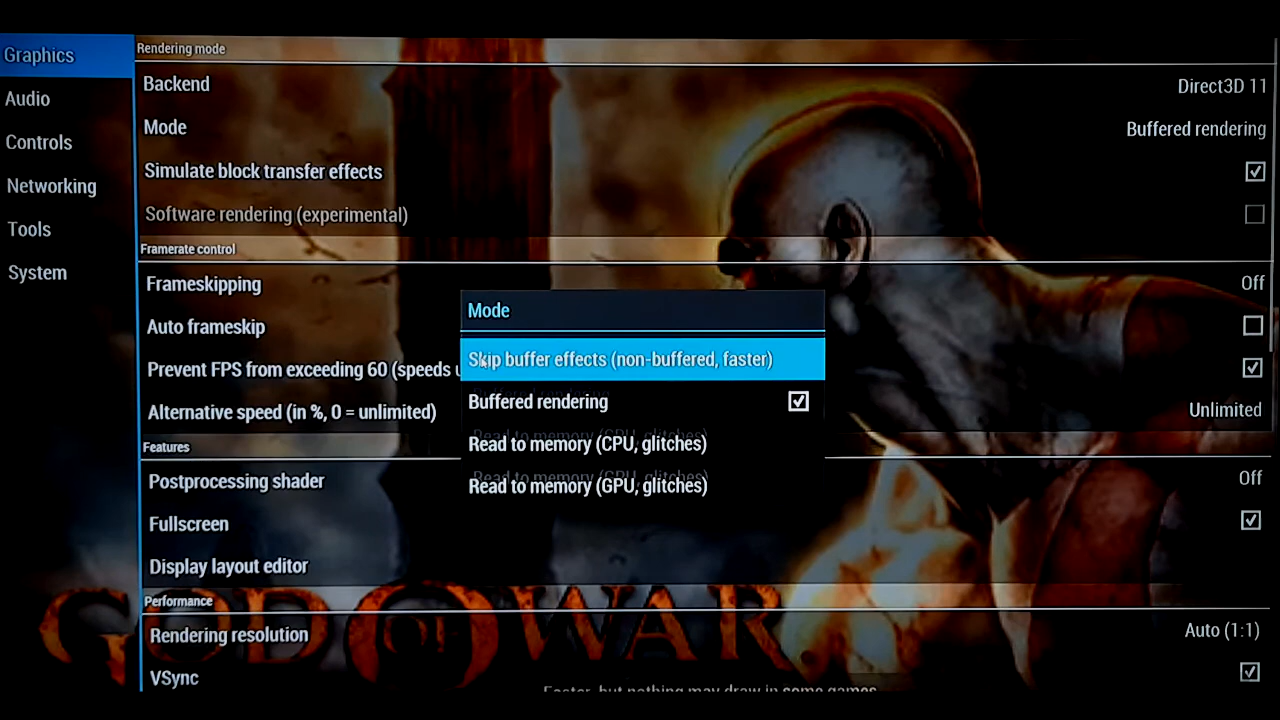 Graphics
Audio
Controls
Networking
Tools
System
Rendering mode
Backend
Direct3D 11
Mode
Buffered rendering
Simulate block transfer effects
Software rendering (experimental)
Framerate control
Frameskipping
Off
Auto frameskip
Prevent FPS from exceeding 60 (speeds
Alternative speed (in %, 0 = unlimited)
Unlimited
Features
Postprocessing shader
Off
Fullscreen
Display layout editor
Performance
Rendering resolution
Auto (1:1)
VSync
Mode
Skip buffer effects (non-buffered, faster)
Buffered rendering
Read to memory (CPU, glitches)
Read to memory (GPU, glitches)
GOD OF WAR
Faster, but nothing may draw in some games